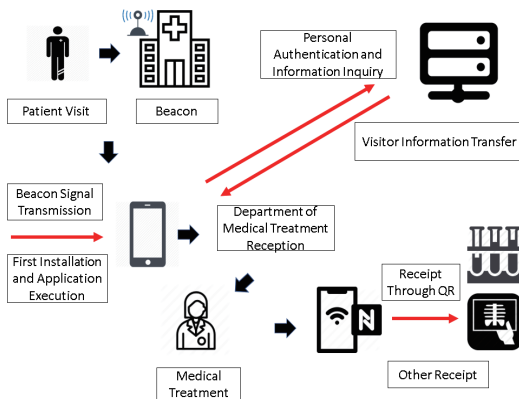 Personal
Authentication and
Information Inquiry
Patient Visit
Beacon
Visitor Information Transfer
Beacon Signal
Transmission
First Installation
and Application
Execution
Department of
Medical Treatment
Reception
Receipt
Through QR
N
Medical
Treatment
Other Receipt